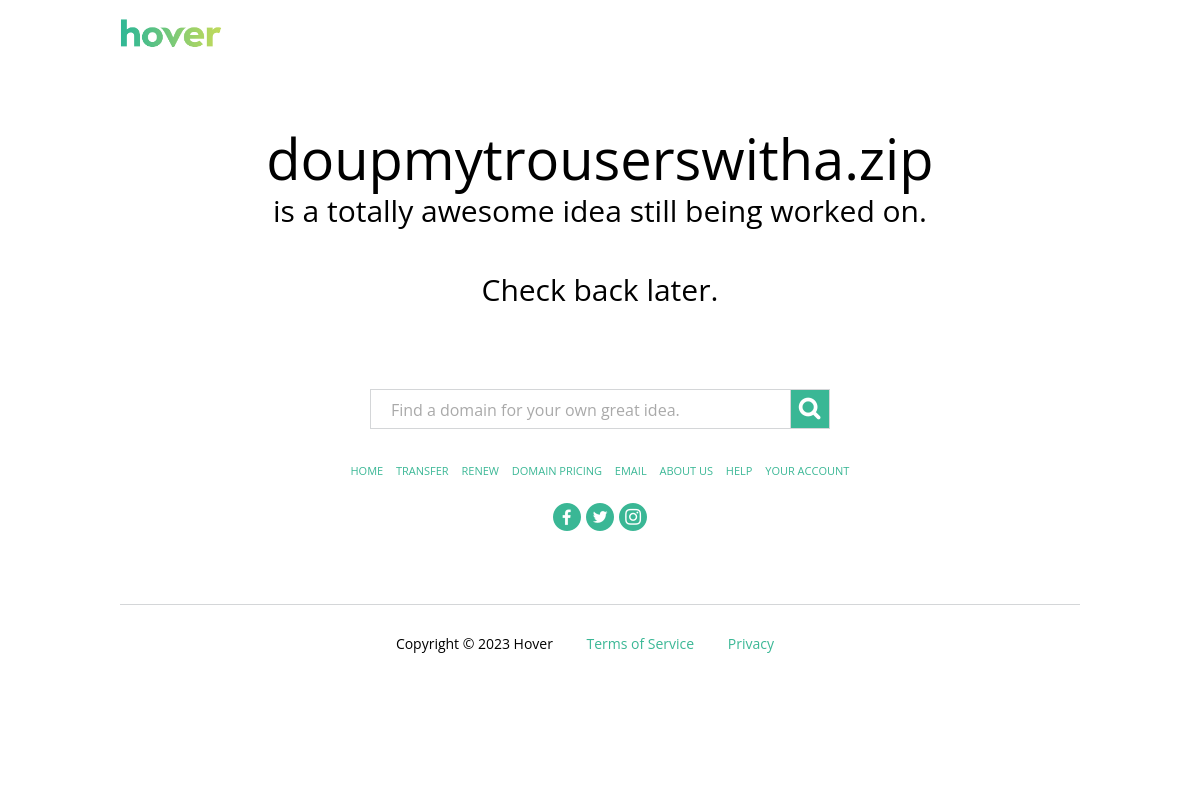 hover
doupmytrouserswitha.zip
is a totally awesome idea still being worked on.
Check back later.
Find a domain for your own great idea.
HOME TRANSFER RENEW DOMAIN PRICING EMAIL ABOUT US HELP YOUR ACCOUNT
Copyright © 2023 Hover Terms of Service Privacy